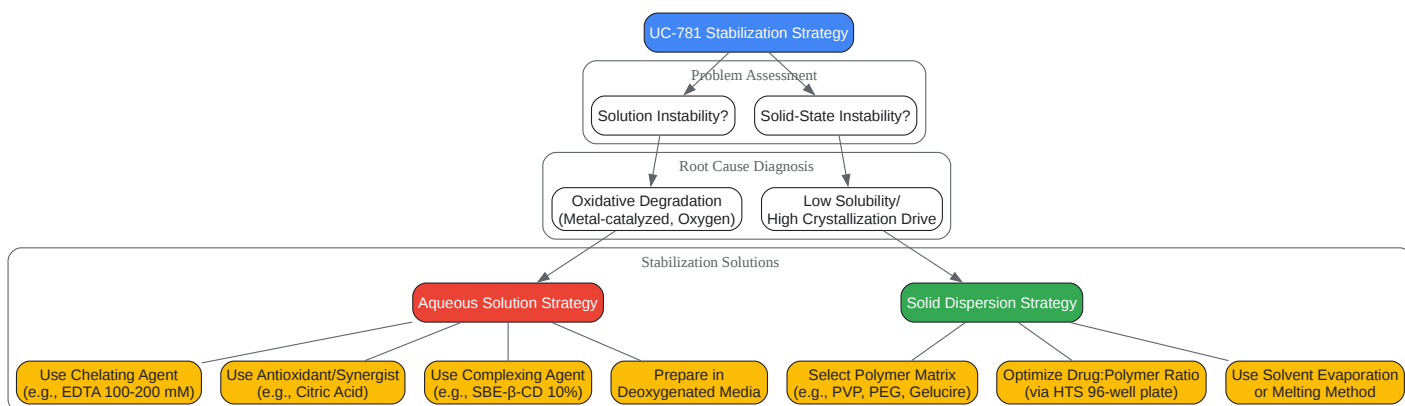 UC-781 Stabilization Strategy
Problem Assessment
Solution Instability?
Solid-State Instability?
Root Cause Diagnosis
Oxidative Degradation
(Metal-catalyzed, Oxygen)
Low Solubility/
High Crystallization Drive
Stabilization Solutions
Aqueous Solution Strategy
Solid Dispersion Strategy
Use Chelating Agent
(e.g., EDTA 100-200 mM)
Use Antioxidant/Synergist
(e.g., Citric Acid)
Use Complexing Agent
(e.g., SBE-β-CD 10%)
Prepare in
Deoxygenated Media
Select Polymer Matrix
(e.g., PVP, PEG, Gelucire)
Optimize Drug:Polymer Ratio
(via HTS 96-well plate)
Use Solvent Evaporation
or Melting Method